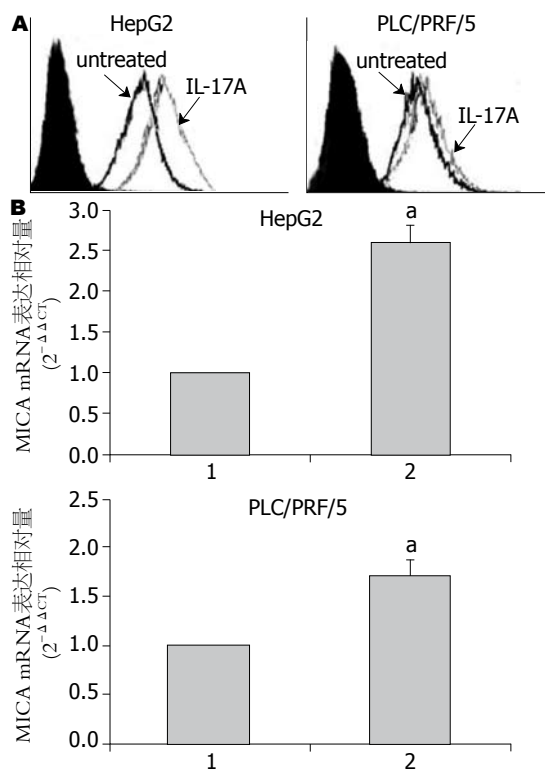 A
HepG2
untreated
IL-17A
PLC/PRF/5
untreated
IL-17A
B
HepG2
MICA mRNA表达相对量
(2^-ΔΔCT)
3.0
2.5
2.0
1.5
1.0
0.5
0.0
a
1
2
PLC/PRF/5
MICA mRNA表达相对量
(2^-ΔΔCT)
2.5
2.0
1.5
1.0
0.5
0.0
a
1
2